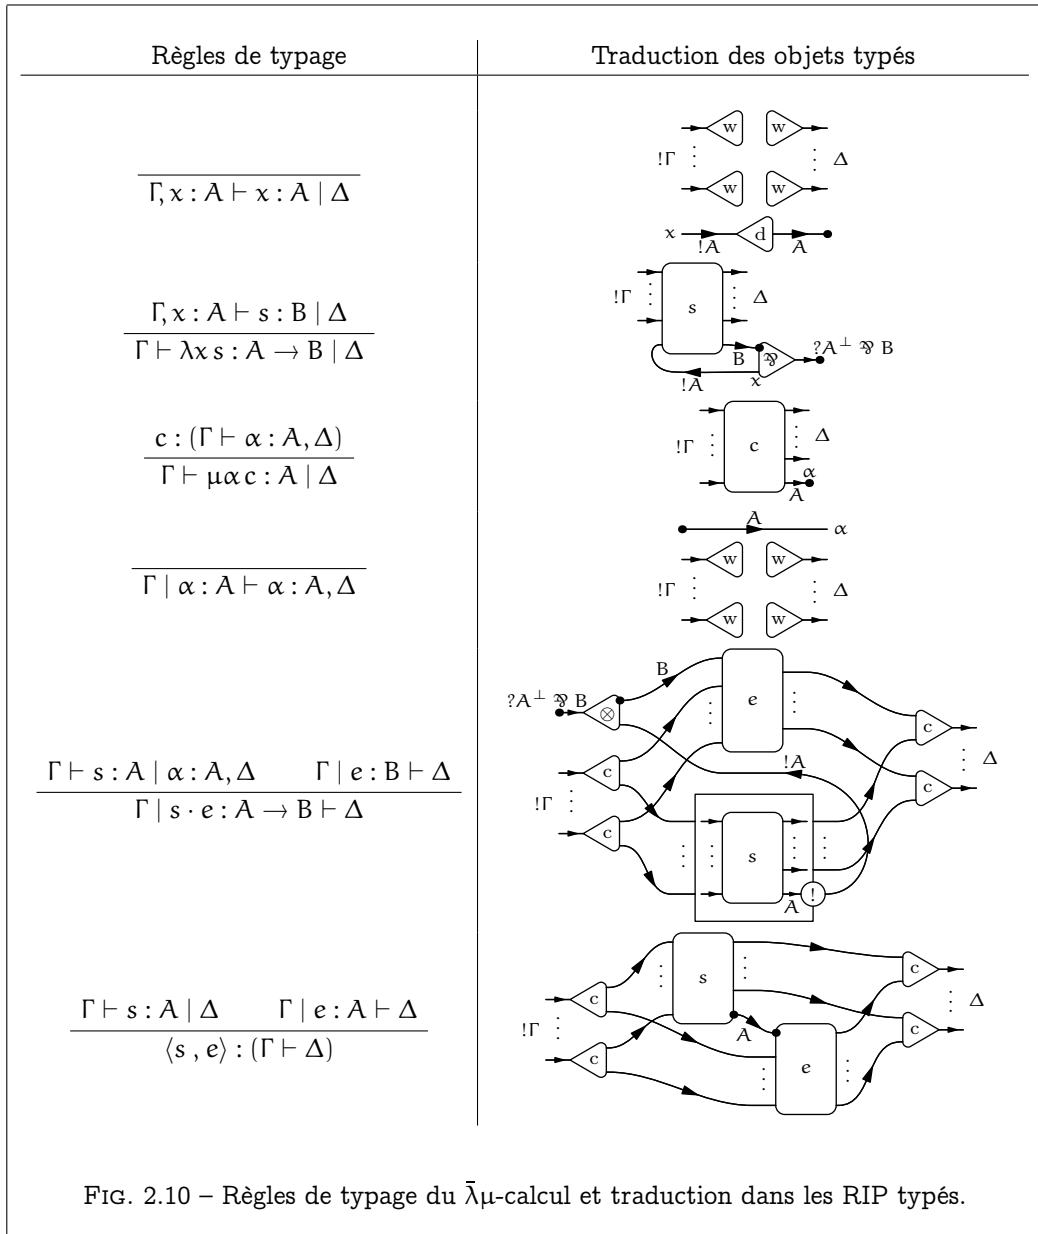 Règles de typage
Traduction des objets typés
Γ, x : A ⊢ x : A | Δ
w w
!Γ ⋮ ⋮ Δ
w w
x !A d A
Γ, x : A ⊢ s : B | Δ
Γ ⊢ λx s : A → B | Δ
!Γ ⋮ s ⋮ Δ
B ⅋ ?A⊥ ⅋ B
!A x
c : (Γ ⊢ α : A, Δ)
Γ ⊢ μα c : A | Δ
!Γ ⋮ c ⋮ Δ
α
A
Γ | α : A ⊢ α : A, Δ
A α
w w
!Γ ⋮ ⋮ Δ
w w
Γ ⊢ s : A | α : A, Δ Γ | e : B ⊢ Δ
Γ | s · e : A → B ⊢ Δ
B
?A⊥ ⅋ B ⊗ ⋮ e ⋮ c
!A ⋮ Δ
c c
!Γ ⋮
c ⋮ ⋮ s ⋮ ⋮
A !
Γ ⊢ s : A | Δ Γ | e : A ⊢ Δ
⟨s , e⟩ : (Γ ⊢ Δ)
⋮ s ⋮ c
c ⋮ Δ
!Γ ⋮ A c
c ⋮ e ⋮
FIG. 2.10 – Règles de typage du λ̄μ-calcul et traduction dans les RIP typés.